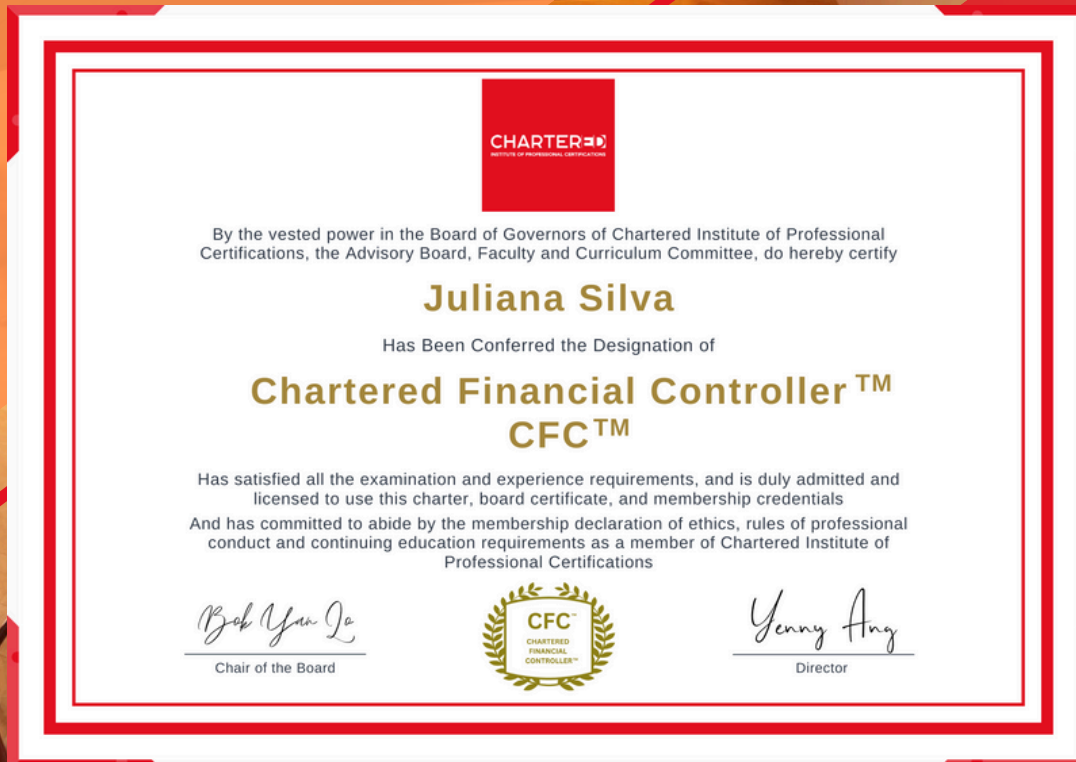 CHARTERED
INSTITUTE OF PROFESSIONAL CERTIFICATIONS
By the vested power in the Board of Governors of Chartered Institute of Professional
Certifications, the Advisory Board, Faculty and Curriculum Committee, do hereby certify
Juliana Silva
Has Been Conferred the Designation of
Chartered Financial Controller™
CFC™
Has satisfied all the examination and experience requirements, and is duly admitted and
licensed to use this charter, board certificate, and membership credentials
And has committed to abide by the membership declaration of ethics, rules of professional
conduct and continuing education requirements as a member of Chartered Institute of
Professional Certifications
Bok Yan Lo
Chair of the Board
CFC™
CHARTERED
FINANCIAL
CONTROLLER™
Yenny Ang
Director